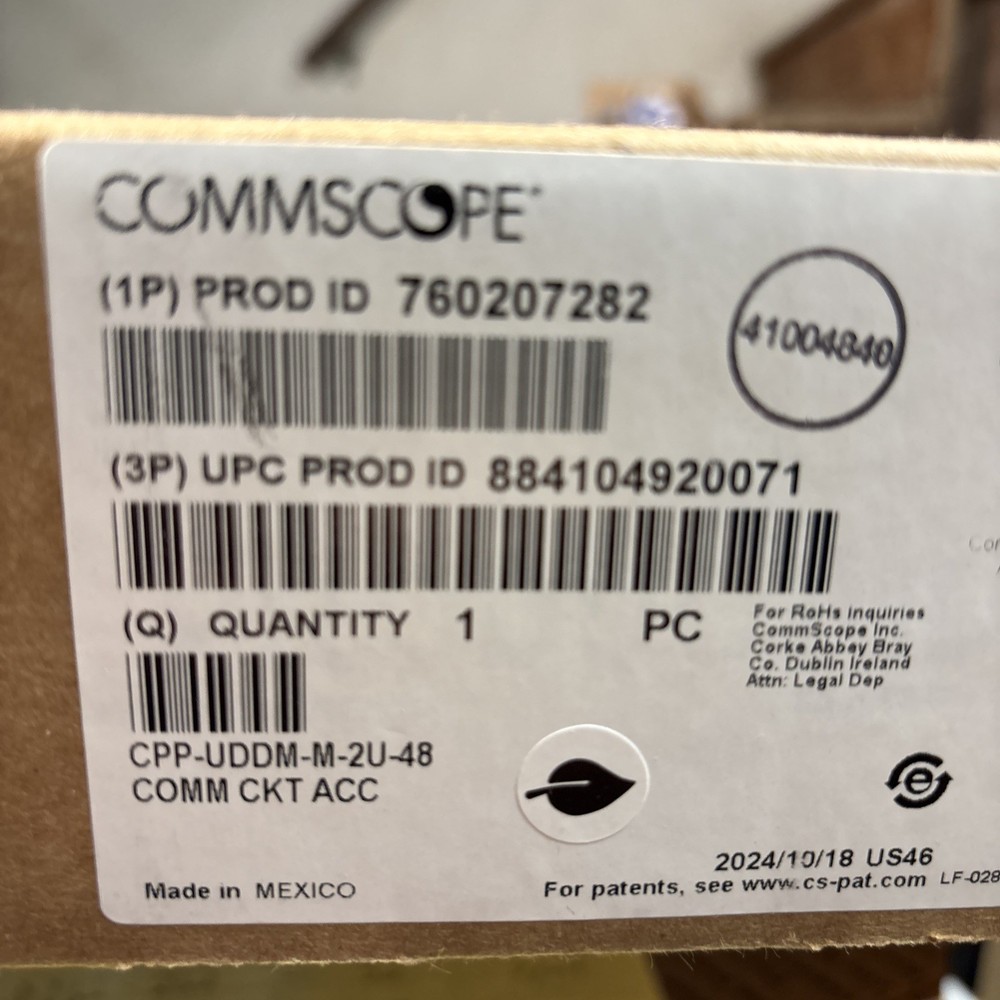 COMMSCOPE
(1P) PROD ID 760207282
41004840
(3P) UPC PROD ID 884104920071
(Q) QUANTITY 1 PC
For RoHs inquiries
CommScope Inc.
Corke Abbey Bray
Co. Dublin Ireland
Attn: Legal Dep
CPP-UDDM-M-2U-48
COMM CKT ACC
2024/10/18 US46
Made in MEXICO
For patents, see www.cs-pat.com LF-028